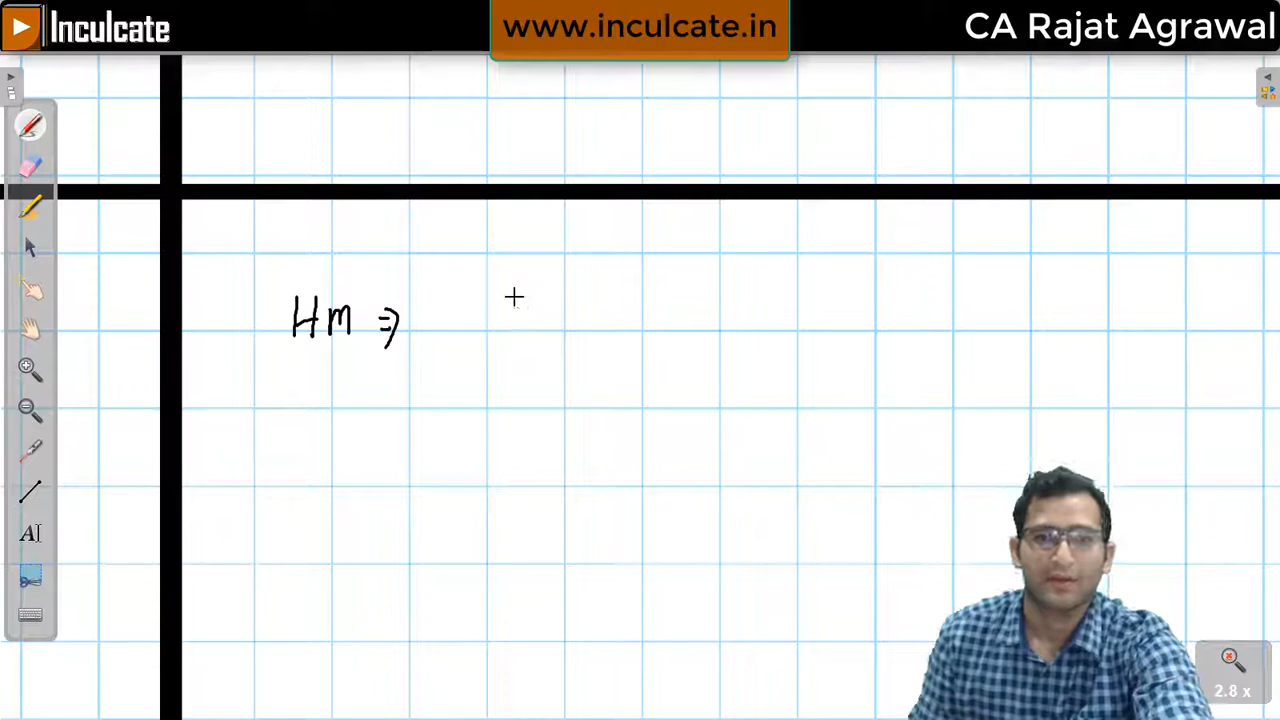 Inculcate
www.inculcate.in
CA Rajat Agrawal
Hm ⇒
A
2.8 x